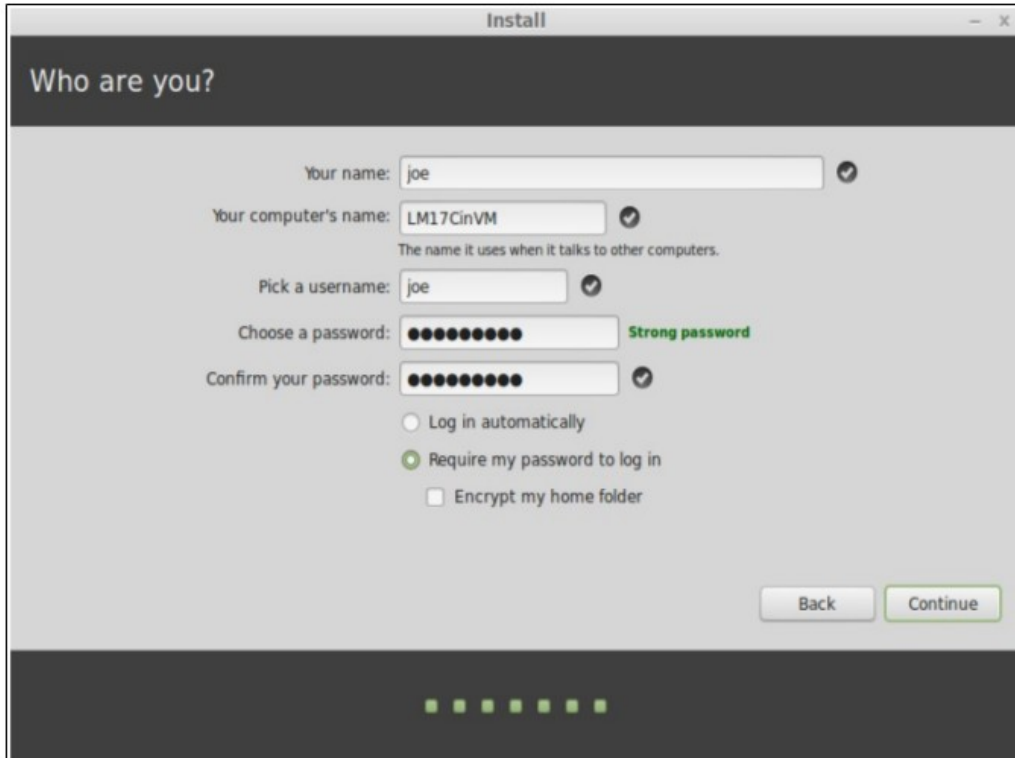 Install
Who are you?
Your name: joe
Your computer's name: LM17CinVM
The name it uses when it talks to other computers.
Pick a username: joe
Choose a password: ●●●●●●●●● Strong password
Confirm your password: ●●●●●●●●●
Log in automatically
Require my password to log in
Encrypt my home folder
Back Continue